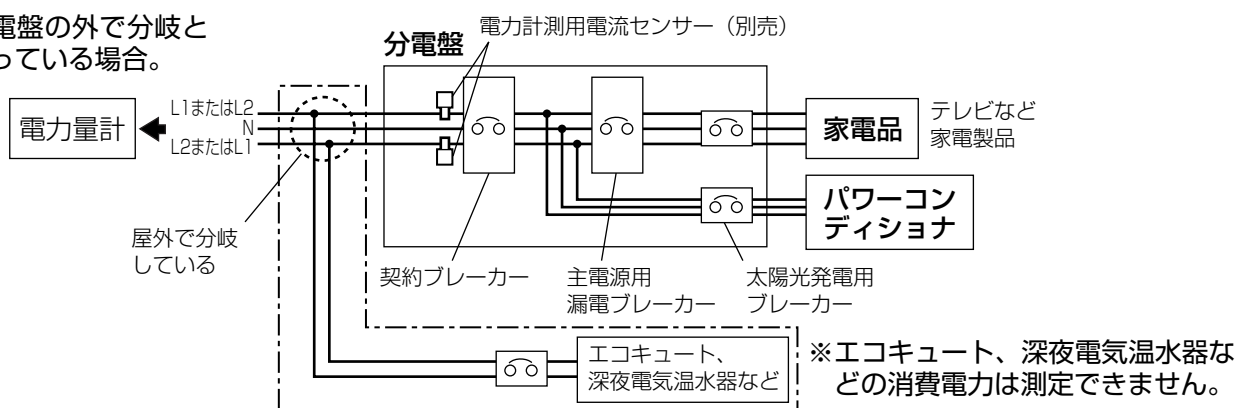 電盤の外で分岐と
っている場合。
電力計測用電流センサー（別売）
分電盤
電力量計
L1またはL2
N
L2またはL1
家電品
テレビなど
家電製品
パワーコン
ディショナ
屋外で分岐
している
契約ブレーカー
主電源用
漏電ブレーカー
太陽光発電用
ブレーカー
エコキュート、
深夜電気温水器など
※エコキュート、深夜電気温水器な
どの消費電力は測定できません。